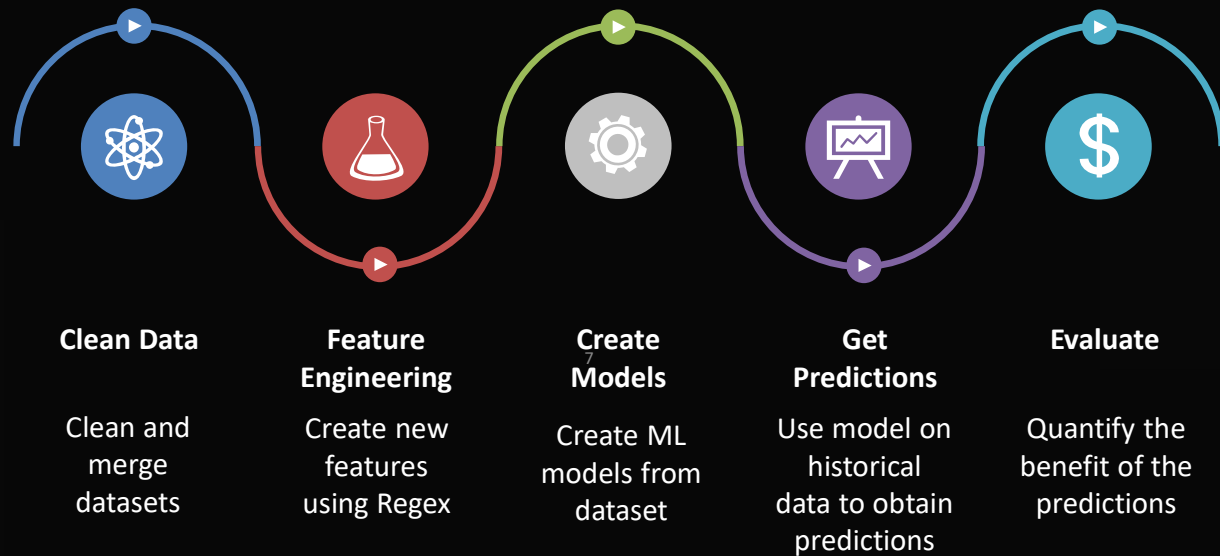 Clean Data
Clean and
merge
datasets
Feature
Engineering
Create new
features
using Regex
Create
7
Models
Create ML
models from
dataset
Get
Predictions
Use model on
historical
data to obtain
predictions
Evaluate
Quantify the
benefit of the
predictions
$